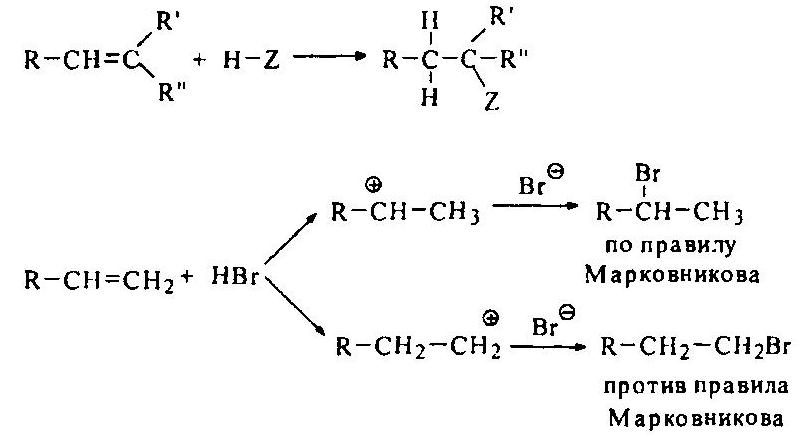 R' H R'
R–CH=C + H–Z → R–C–C–R"
R" H Z
Br
⊕ Br⊖
R–CH–CH₃ → R–CH–CH₃
по правилу
R–CH=CH₂ + HBr Марковникова
⊕ Br⊖
R–CH₂–CH₂ → R–CH₂–CH₂Br
против правила
Марковникова